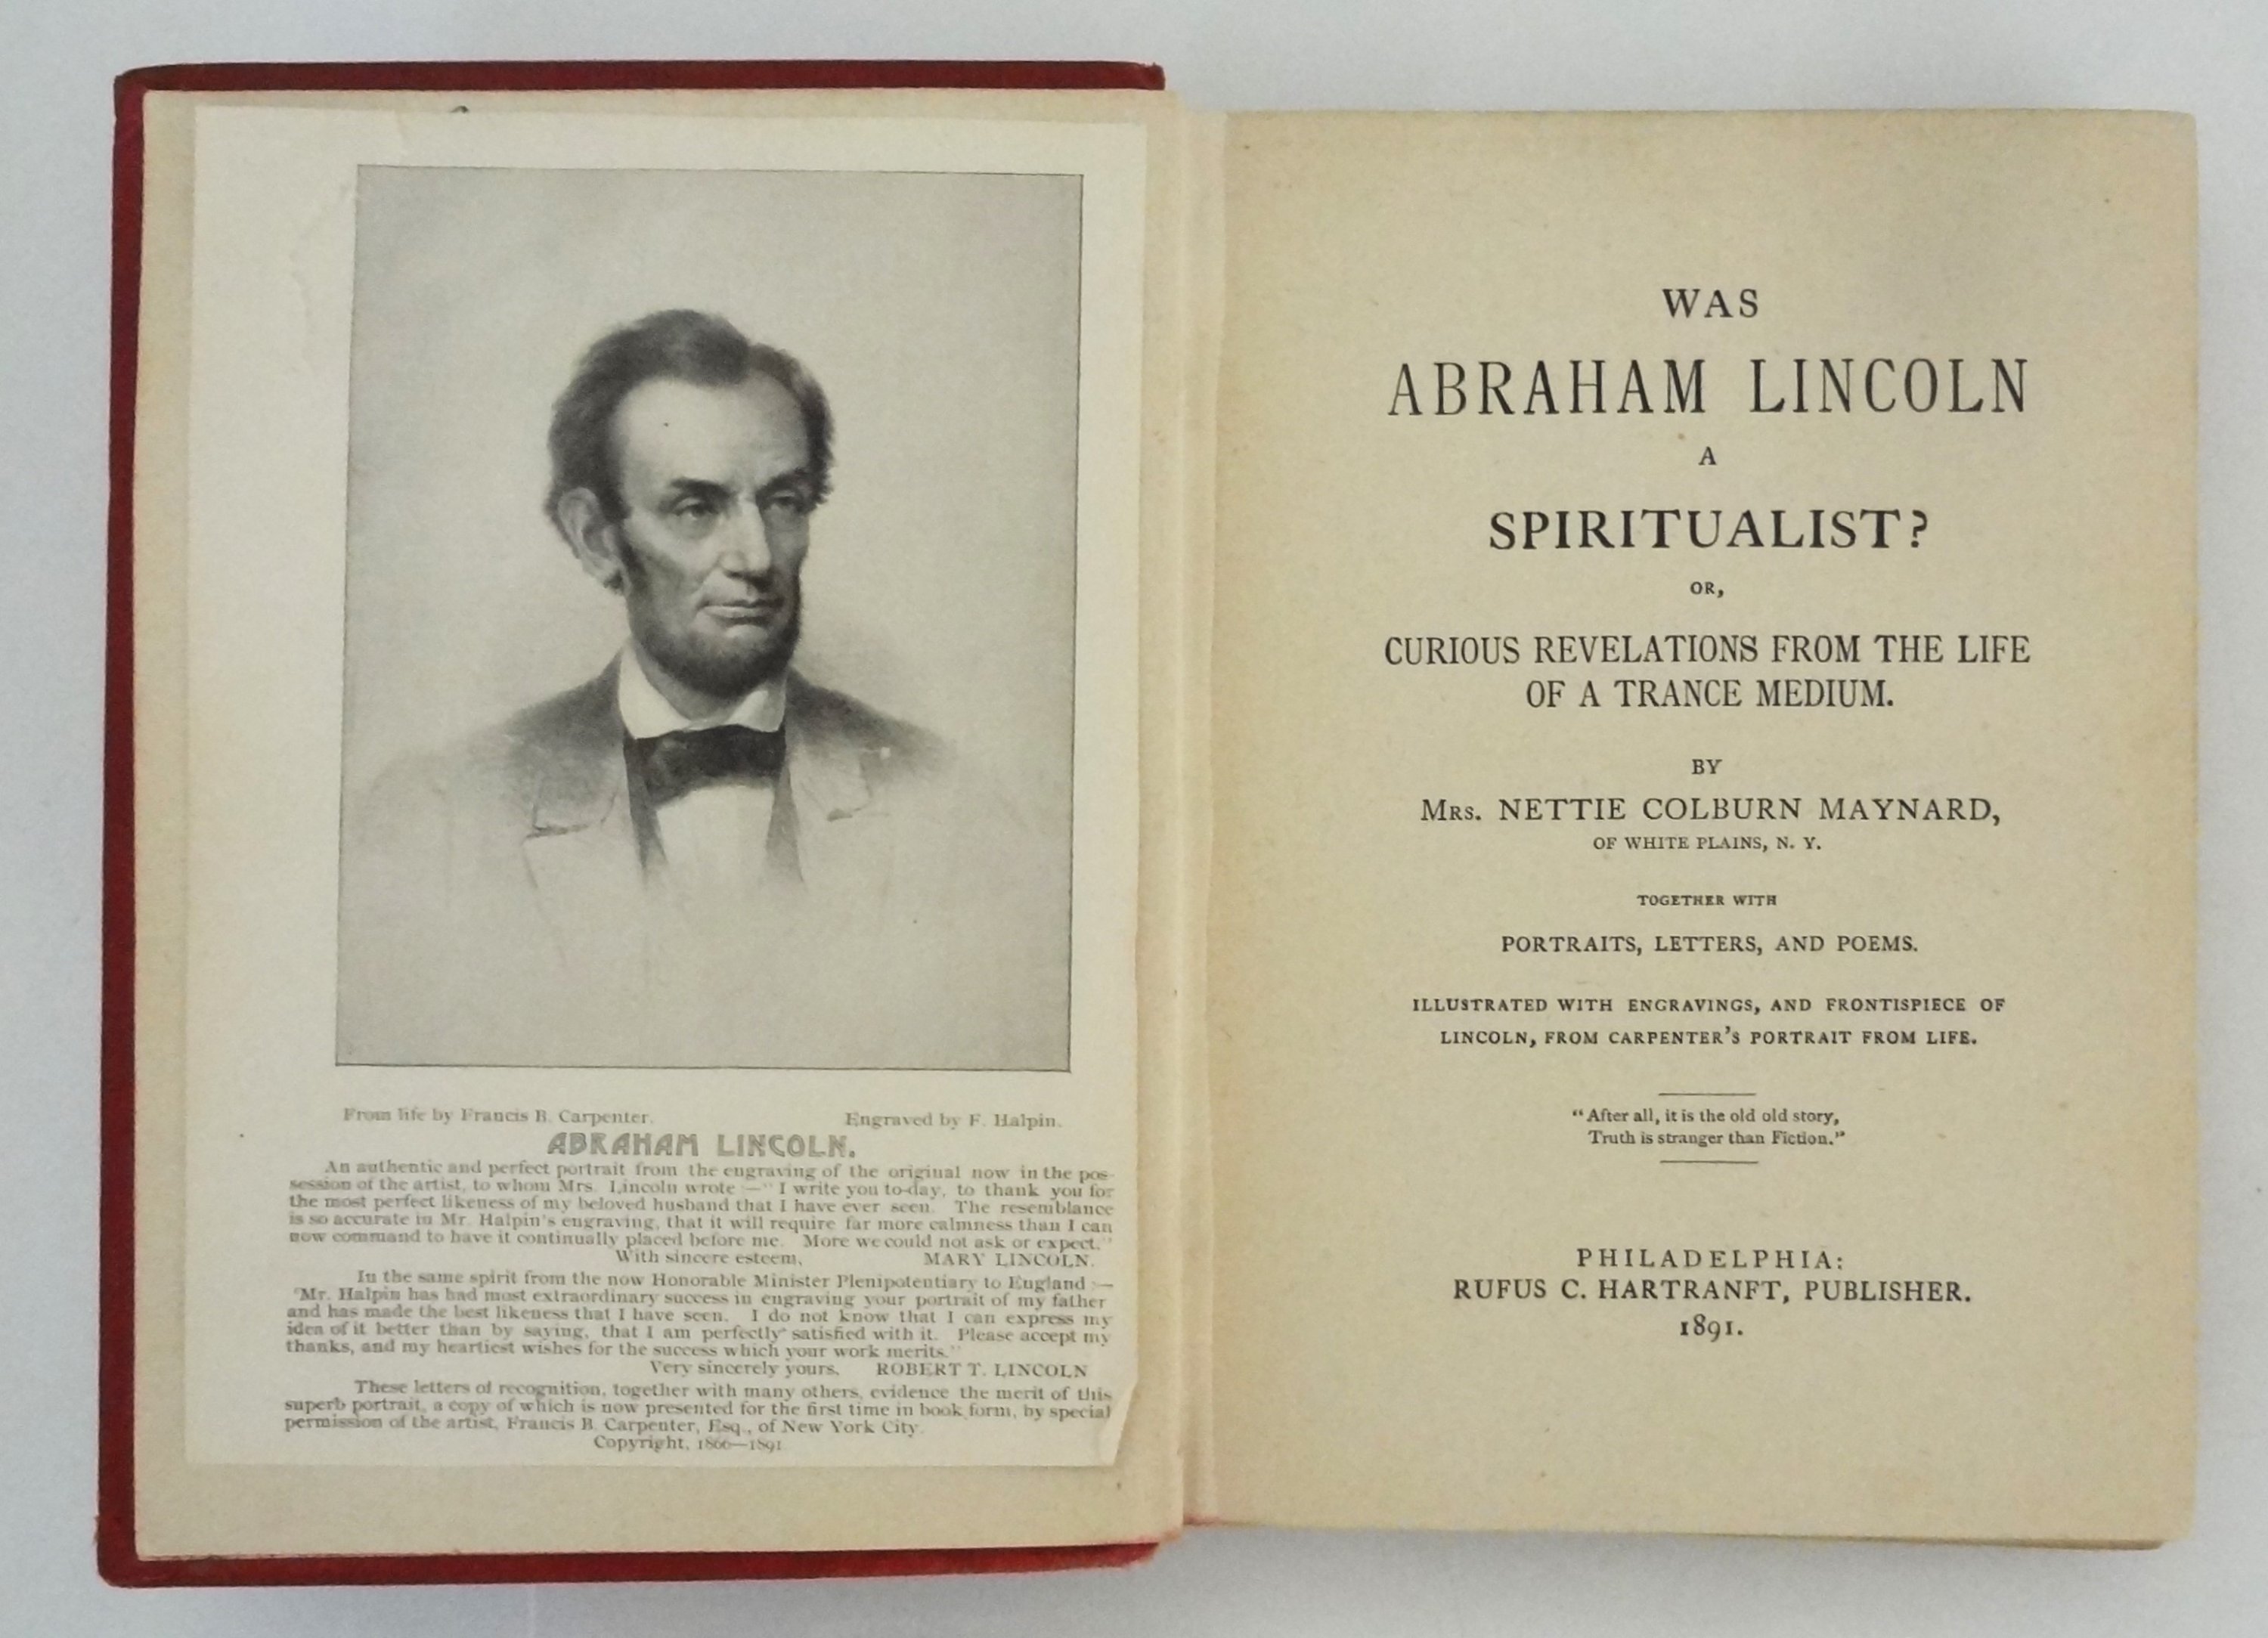 From life by Francis B. Carpenter. Engraved by F. Halpin.
ABRAHAM LINCOLN.
An authentic and perfect portrait from the engraving of the original now in the pos-
session of the artist, to whom Mrs. Lincoln wrote:—"I write you to-day, to thank you for
the most perfect likeness of my beloved husband that I have ever seen. The resemblance
is so accurate in Mr. Halpin's engraving, that it will require far more calmness than I can
now command to have it continually placed before me. More we could not ask or expect."
With sincere esteem, MARY LINCOLN.
In the same spirit from the now Honorable Minister Plenipotentiary to England:—
"Mr. Halpin has had most extraordinary success in engraving your portrait of my father
and has made the best likeness that I have seen. I do not know that I can express my
idea of it better than by saying, that I am perfectly satisfied with it. Please accept my
thanks, and my heartiest wishes for the success which your work merits."
Very sincerely yours, ROBERT T. LINCOLN
These letters of recognition, together with many others, evidence the merit of this
superb portrait, a copy of which is now presented for the first time in book form, by special
permission of the artist, Francis B. Carpenter, Esq., of New York City.
Copyright, 1866—1891
WAS
ABRAHAM LINCOLN
A
SPIRITUALIST?
OR,
CURIOUS REVELATIONS FROM THE LIFE
OF A TRANCE MEDIUM.
BY
MRS. NETTIE COLBURN MAYNARD,
OF WHITE PLAINS, N. Y.
TOGETHER WITH
PORTRAITS, LETTERS, AND POEMS.
ILLUSTRATED WITH ENGRAVINGS, AND FRONTISPIECE OF
LINCOLN, FROM CARPENTER'S PORTRAIT FROM LIFE.
"After all, it is the old old story,
Truth is stranger than Fiction."
PHILADELPHIA:
RUFUS C. HARTRANFT, PUBLISHER.
1891.